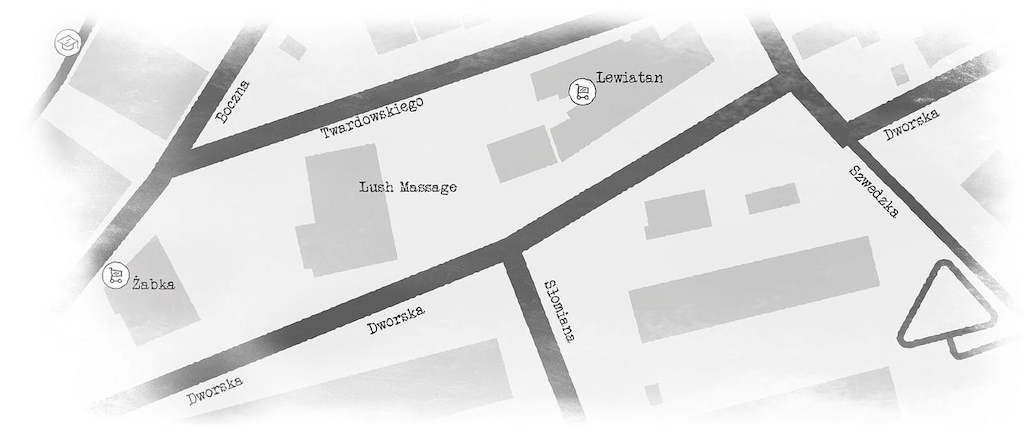 Lewiatan
Boczna
Twardowskiego
Dworska
Lush Massage
Szwedzka
Żabka
Słomiana
Dworska
Dworska